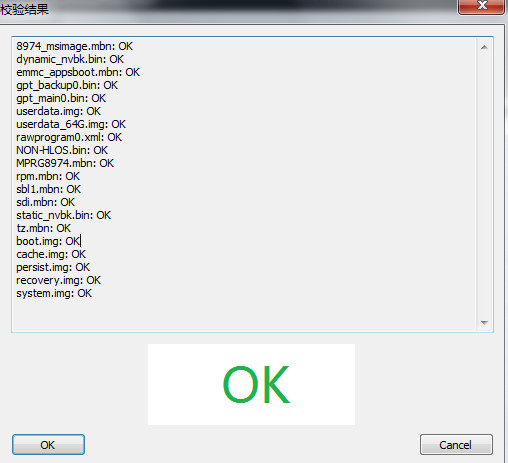 校验结果
8974_msimage.mbn: OK
dynamic_nvbk.bin: OK
emmc_appsboot.mbn: OK
gpt_backup0.bin: OK
gpt_main0.bin: OK
userdata.img: OK
userdata_64G.img: OK
rawprogram0.xml: OK
NON-HLOS.bin: OK
MPRG8974.mbn: OK
rpm.mbn: OK
sbl1.mbn: OK
sdi.mbn: OK
static_nvbk.bin: OK
tz.mbn: OK
boot.img: OK
cache.img: OK
persist.img: OK
recovery.img: OK
system.img: OK
OK
OK
Cancel